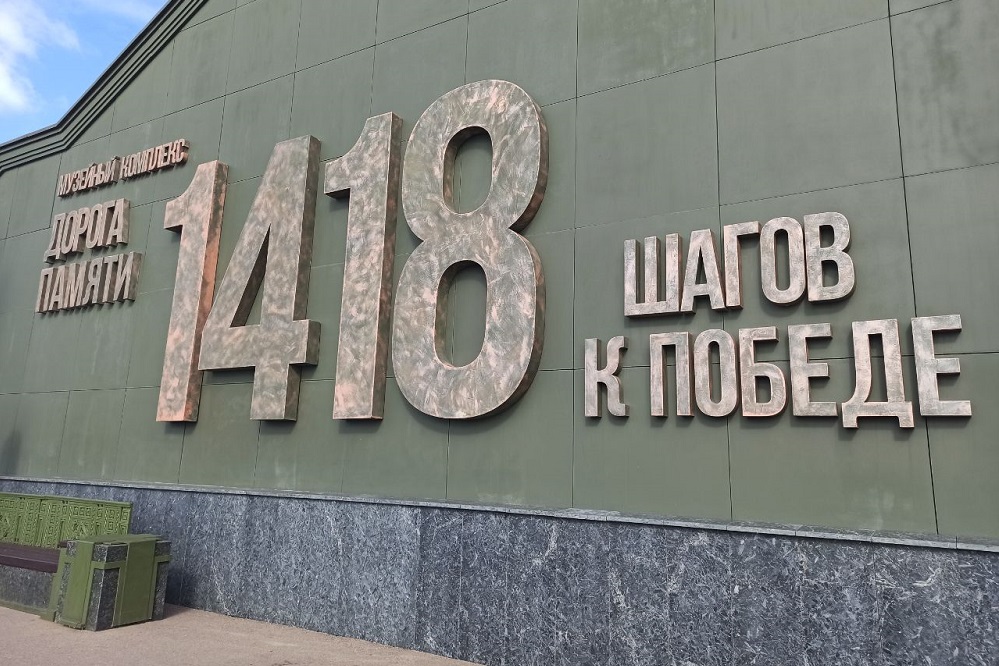 МУЗЕЙНЫЙ КОМПЛЕКС
ДОРОГА
ПАМЯТИ
1418
ШАГОВ
К ПОБЕДЕ